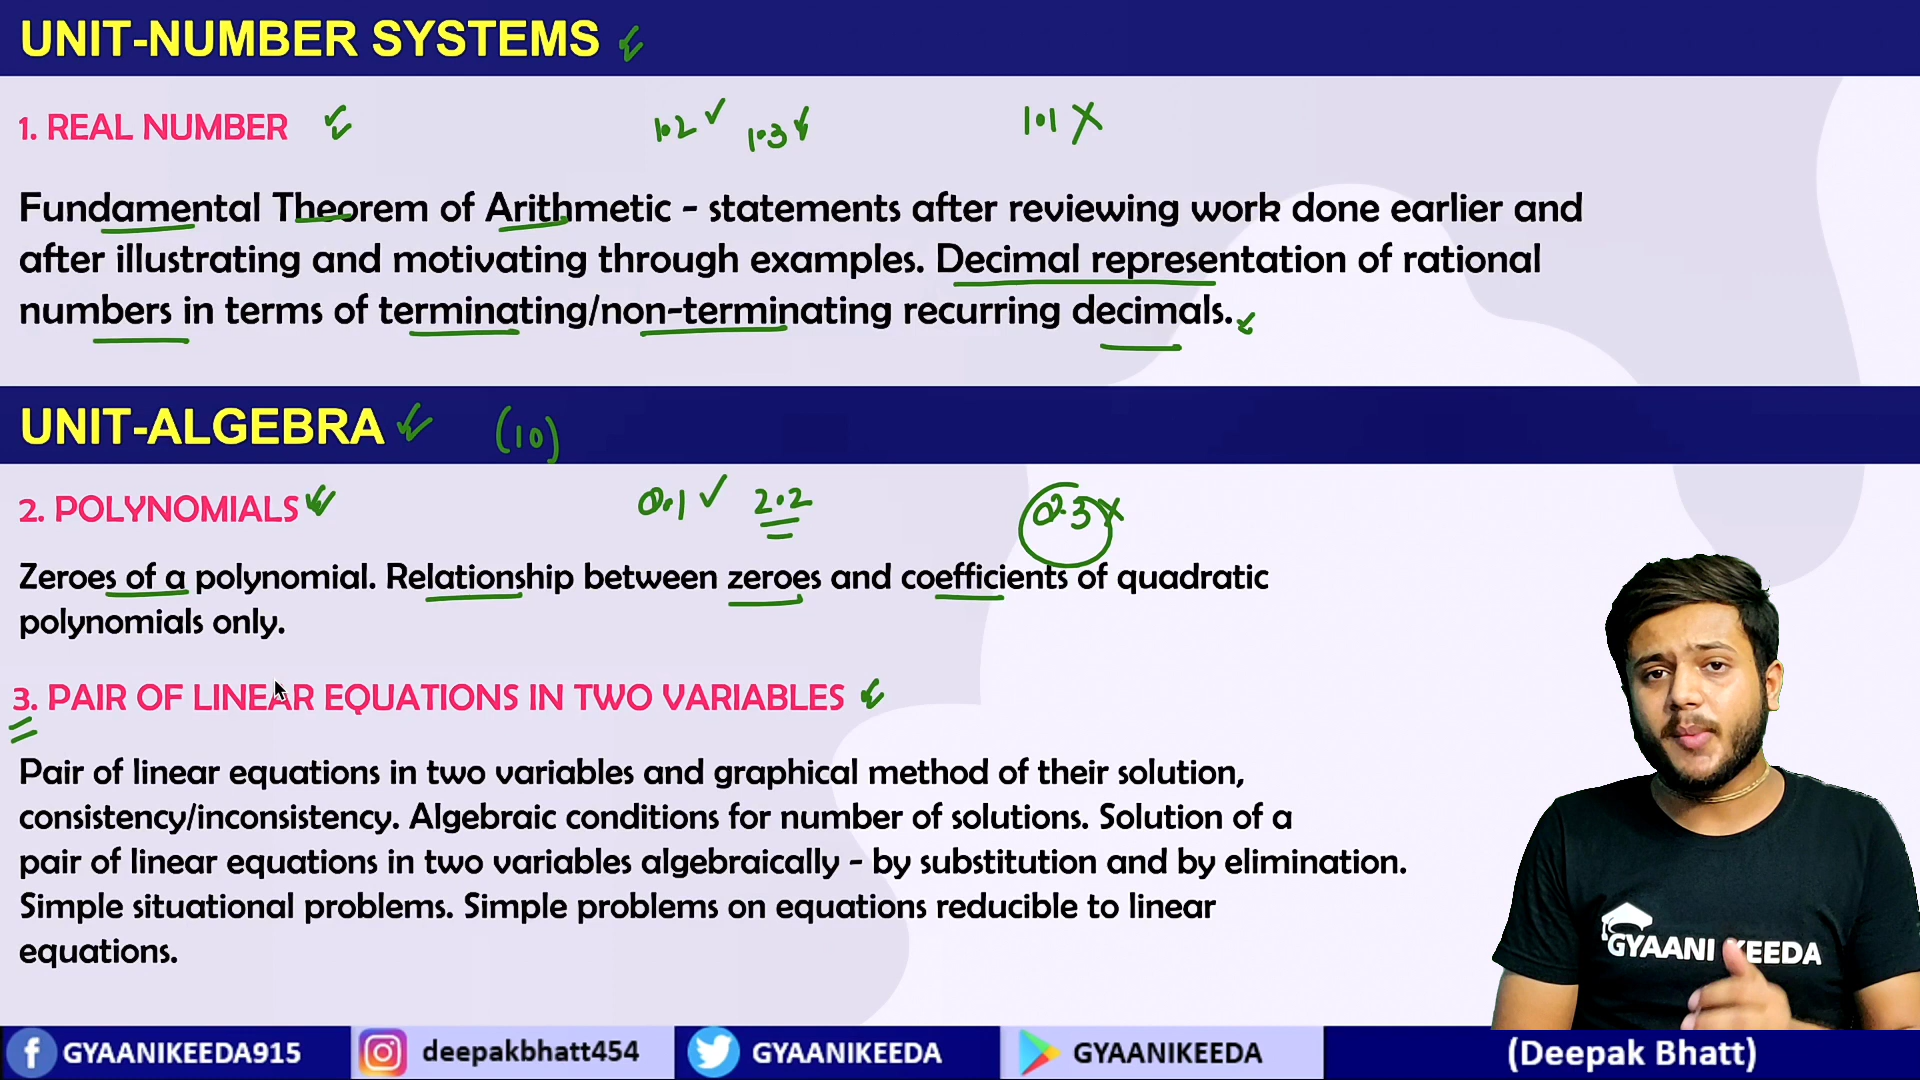 UNIT-NUMBER SYSTEMS
1. REAL NUMBER 1.2 ✓ 1.3 ✓ 1.1 X
Fundamental Theorem of Arithmetic - statements after reviewing work done earlier and
after illustrating and motivating through examples. Decimal representation of rational
numbers in terms of terminating/non-terminating recurring decimals.
UNIT-ALGEBRA (10)
2. POLYNOMIALS 2.1 ✓ 2.2 2.3 X
Zeroes of a polynomial. Relationship between zeroes and coefficients of quadratic
polynomials only.
3. PAIR OF LINEAR EQUATIONS IN TWO VARIABLES
Pair of linear equations in two variables and graphical method of their solution,
consistency/inconsistency. Algebraic conditions for number of solutions. Solution of a
pair of linear equations in two variables algebraically - by substitution and by elimination.
Simple situational problems. Simple problems on equations reducible to linear
equations.
GYAANI KEEDA
GYAANIKEEDA915 deepakbhatt454 GYAANIKEEDA GYAANIKEEDA (Deepak Bhatt)